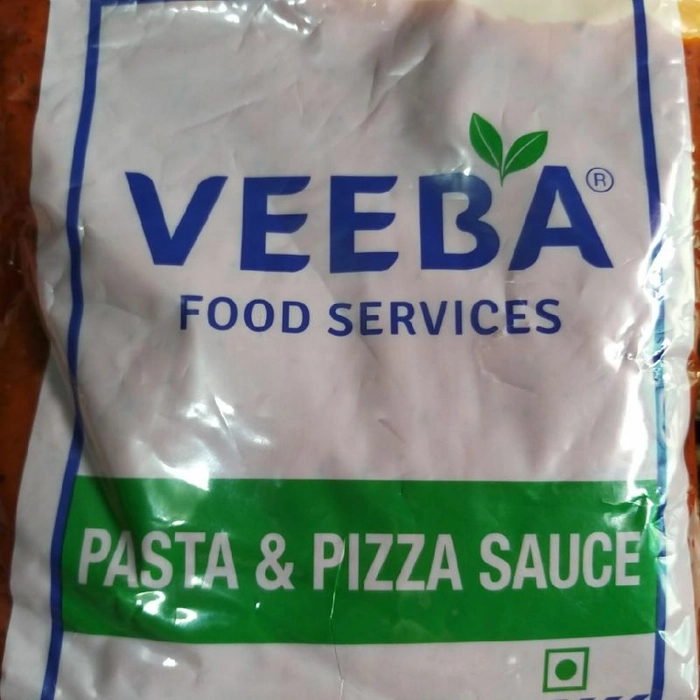 VEEBA®
FOOD SERVICES
PASTA & PIZZA SAUCE